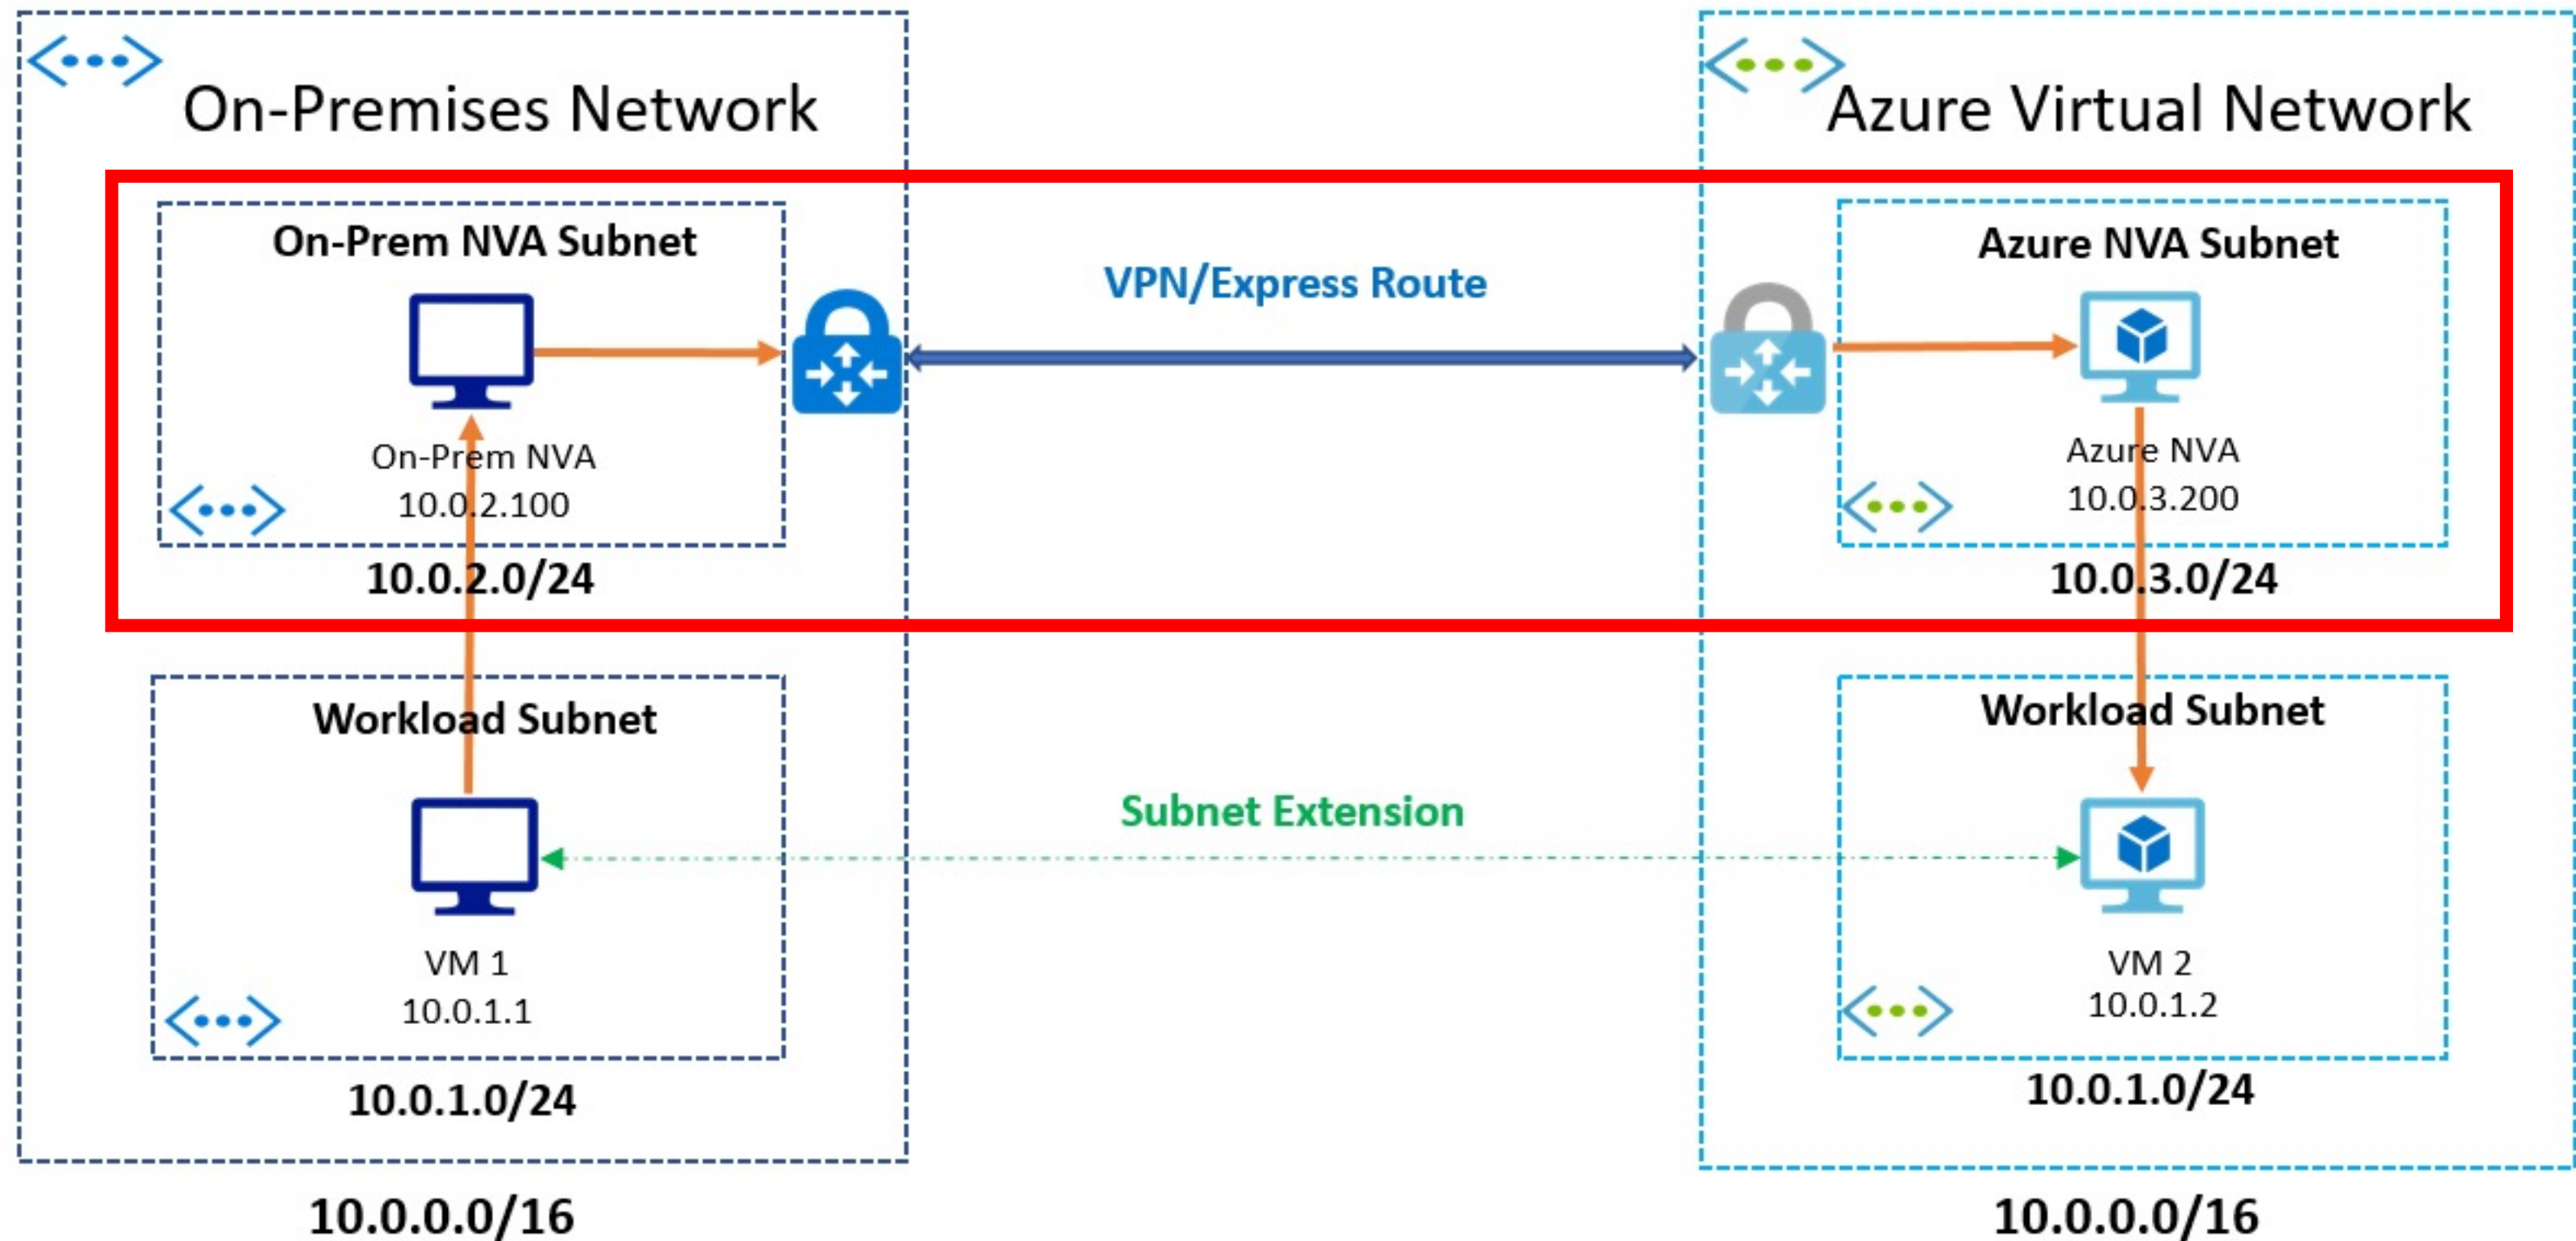 On-Premises Network
Azure Virtual Network
On-Prem NVA Subnet
On-Prem NVA
10.0.2.100
10.0.2.0/24
VPN/Express Route
Azure NVA Subnet
Azure NVA
10.0.3.200
10.0.3.0/24
Workload Subnet
VM 1
10.0.1.1
10.0.1.0/24
Subnet Extension
Workload Subnet
VM 2
10.0.1.2
10.0.1.0/24
10.0.0.0/16
10.0.0.0/16